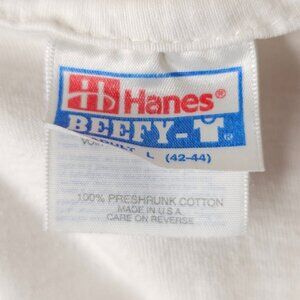 Hanes®
BEEFY-T®
L (42-44)
100% PRESHRUNK COTTON
MADE IN U.S.A.
CARE ON REVERSE